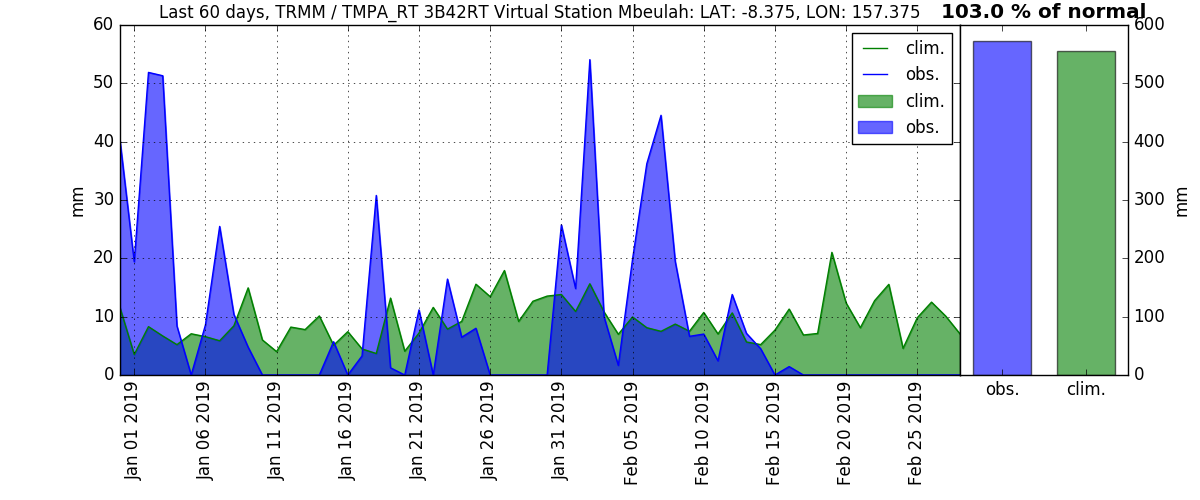 Last 60 days, TRMM / TMPA_RT 3B42RT Virtual Station Mbeulah: LAT: -8.375, LON: 157.375
103.0 % of normal
60
50
40
30
20
10
0
mm
clim.
obs.
clim.
obs.
600
500
400
300
200
100
0
mm
Jan 01 2019
Jan 06 2019
Jan 11 2019
Jan 16 2019
Jan 21 2019
Jan 26 2019
Jan 31 2019
Feb 05 2019
Feb 10 2019
Feb 15 2019
Feb 20 2019
Feb 25 2019
obs.
clim.